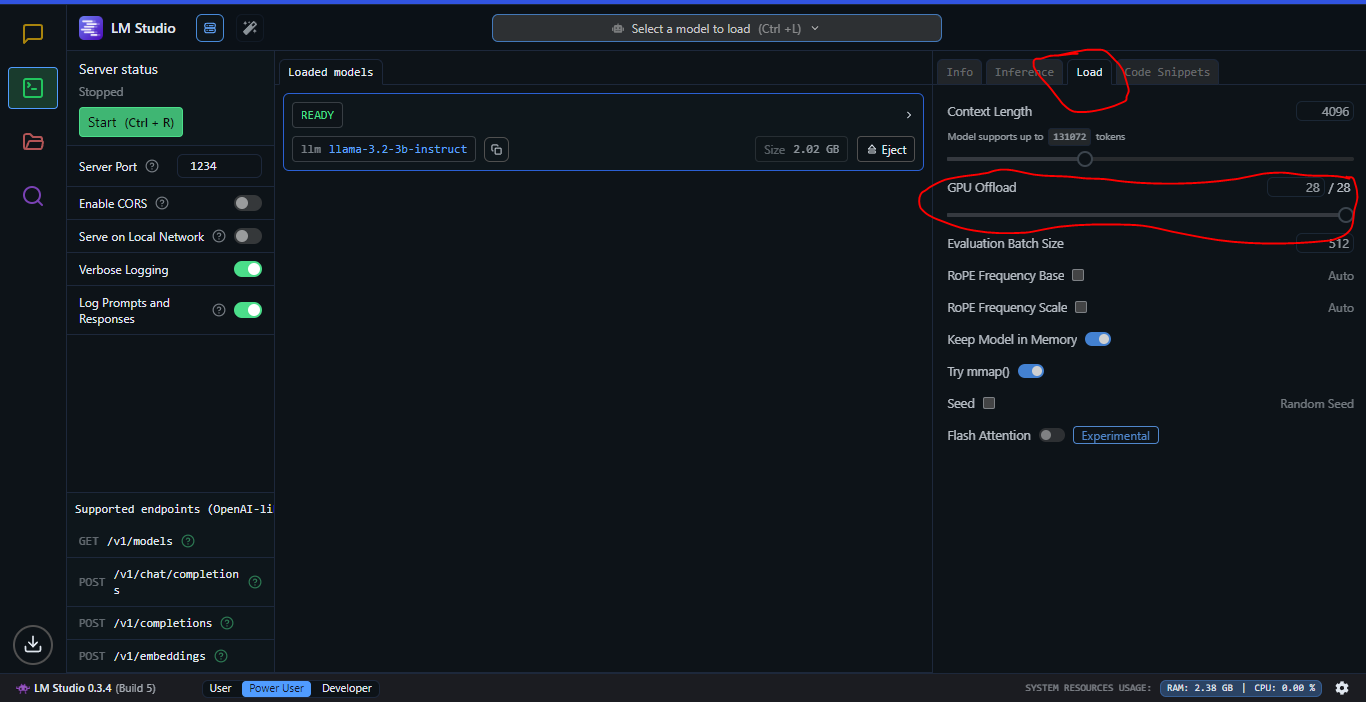 LM Studio
Select a model to load (Ctrl +L)
Server status
Stopped
Start (Ctrl + R)
Server Port
1234
Enable CORS
Serve on Local Network
Verbose Logging
Log Prompts and
Responses
Supported endpoints (OpenAI-li
GET /v1/models
POST /v1/chat/completion
s
POST /v1/completions
POST /v1/embeddings
Loaded models
READY
llm llama-3.2-3b-instruct
Size 2.02 GB
Eject
Info Inference Load Code Snippets
Context Length 4096
Model supports up to 131072 tokens
GPU Offload 28 / 28
Evaluation Batch Size 512
RoPE Frequency Base Auto
RoPE Frequency Scale Auto
Keep Model in Memory
Try mmap()
Seed Random Seed
Flash Attention Experimental
LM Studio 0.3.4 (Build 5)
User Power User Developer
SYSTEM RESOURCES USAGE: RAM: 2.38 GB | CPU: 0.00 %